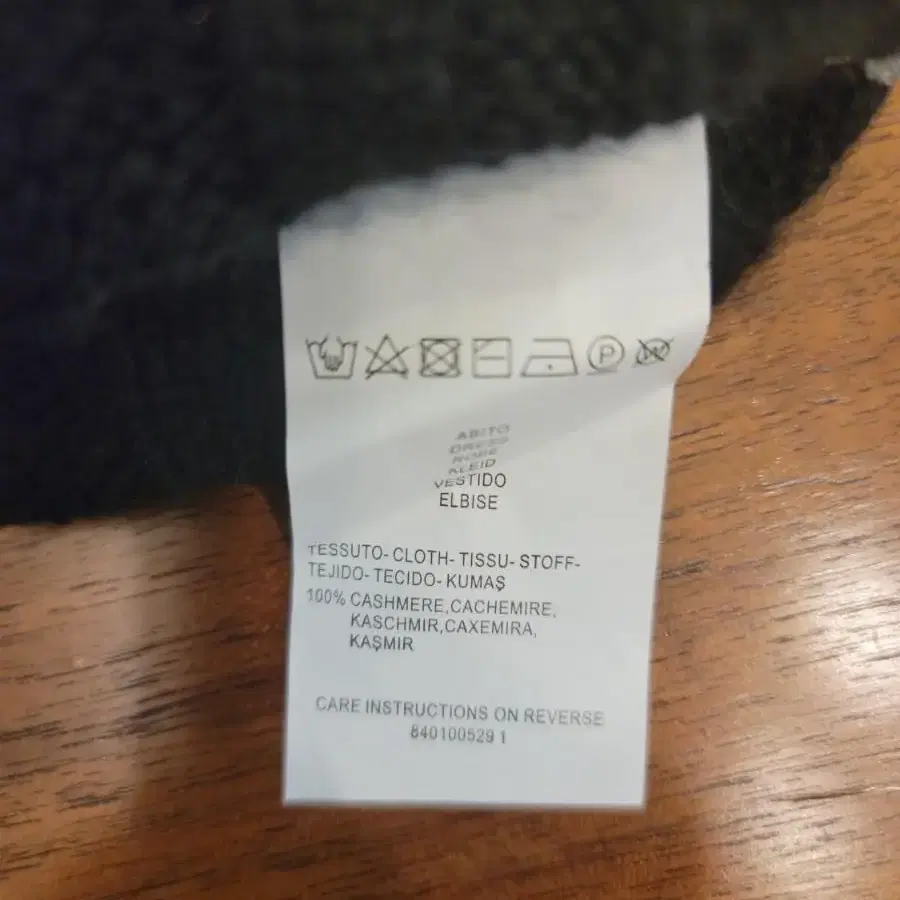 P
W
ABITO
DRESS
ROBE
KLEID
VESTIDO
ELBISE
TESSUTO- CLOTH- TISSU- STOFF-
TEJIDO- TECIDO- KUMAŞ
100% CASHMERE,CACHEMIRE,
KASCHMIR,CAXEMIRA,
KAŞMIR
CARE INSTRUCTIONS ON REVERSE
840100529 1